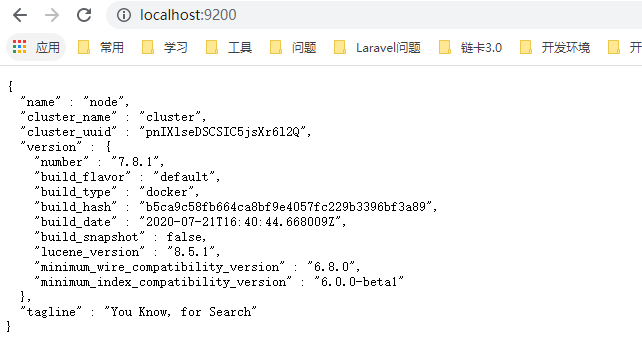 localhost:9200
应用 常用 学习 工具 问题 Laravel问题 链卡3.0 开发环境 开
{
  "name" : "node",
  "cluster_name" : "cluster",
  "cluster_uuid" : "pnIXlseDSCSIC5jsXr6l2Q",
  "version" : {
    "number" : "7.8.1",
    "build_flavor" : "default",
    "build_type" : "docker",
    "build_hash" : "b5ca9c58fb664ca8bf9e4057fc229b3396bf3a89",
    "build_date" : "2020-07-21T16:40:44.668009Z",
    "build_snapshot" : false,
    "lucene_version" : "8.5.1",
    "minimum_wire_compatibility_version" : "6.8.0",
    "minimum_index_compatibility_version" : "6.0.0-beta1"
  },
  "tagline" : "You Know, for Search"
}